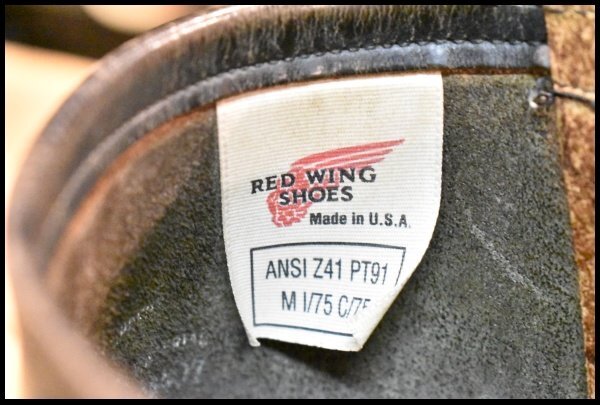 RED WING
SHOES
Made in U.S.A.
ANSI Z41 PT91
M I/75 C/75